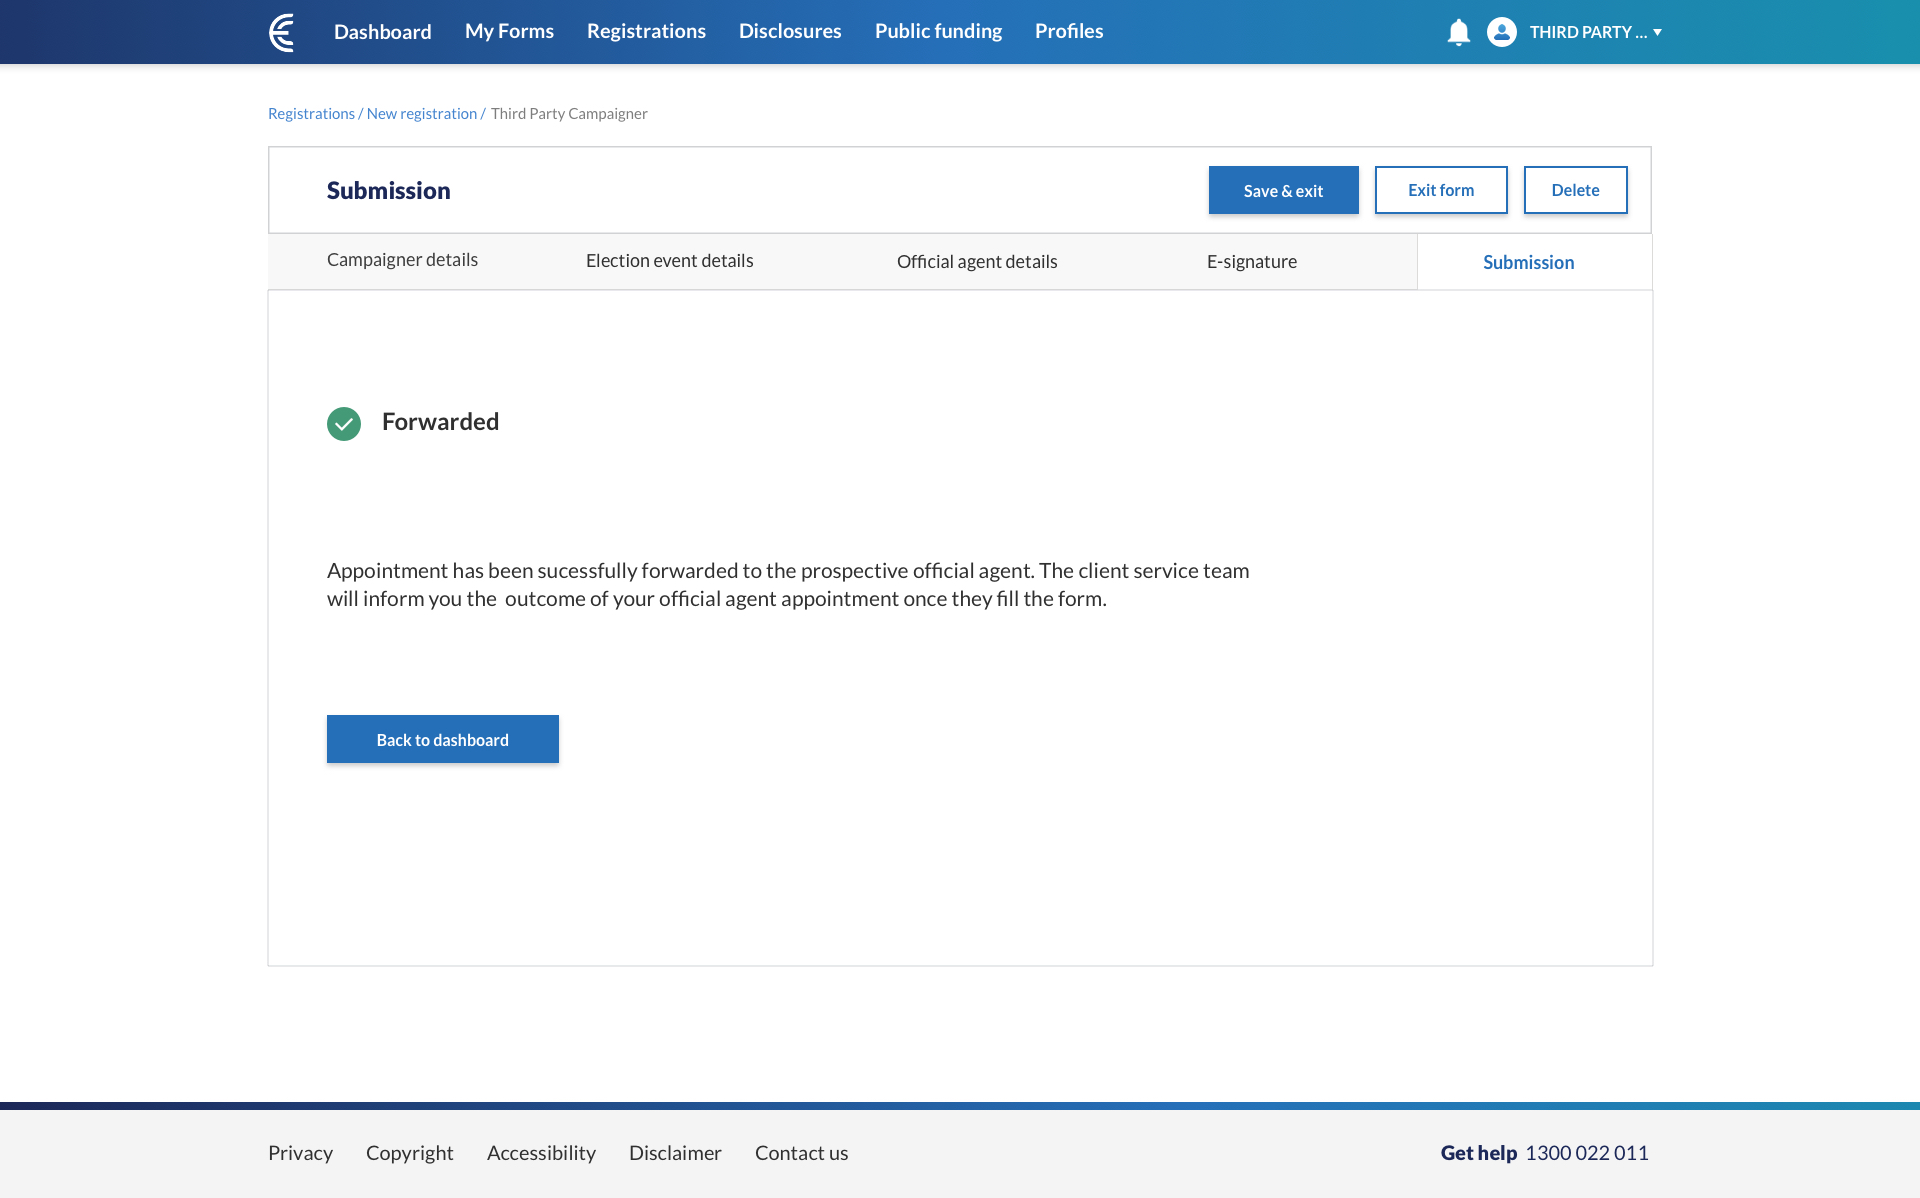 Dashboard My Forms Registrations Disclosures Public funding Profiles THIRD PARTY ...
Registrations / New registration / Third Party Campaigner
Submission Save & exit Exit form Delete
Campaigner details Election event details Official agent details E-signature Submission
Forwarded
Appointment has been sucessfully forwarded to the prospective official agent. The client service team
will inform you the outcome of your official agent appointment once they fill the form.
Back to dashboard
Privacy Copyright Accessibility Disclaimer Contact us Get help 1300 022 011